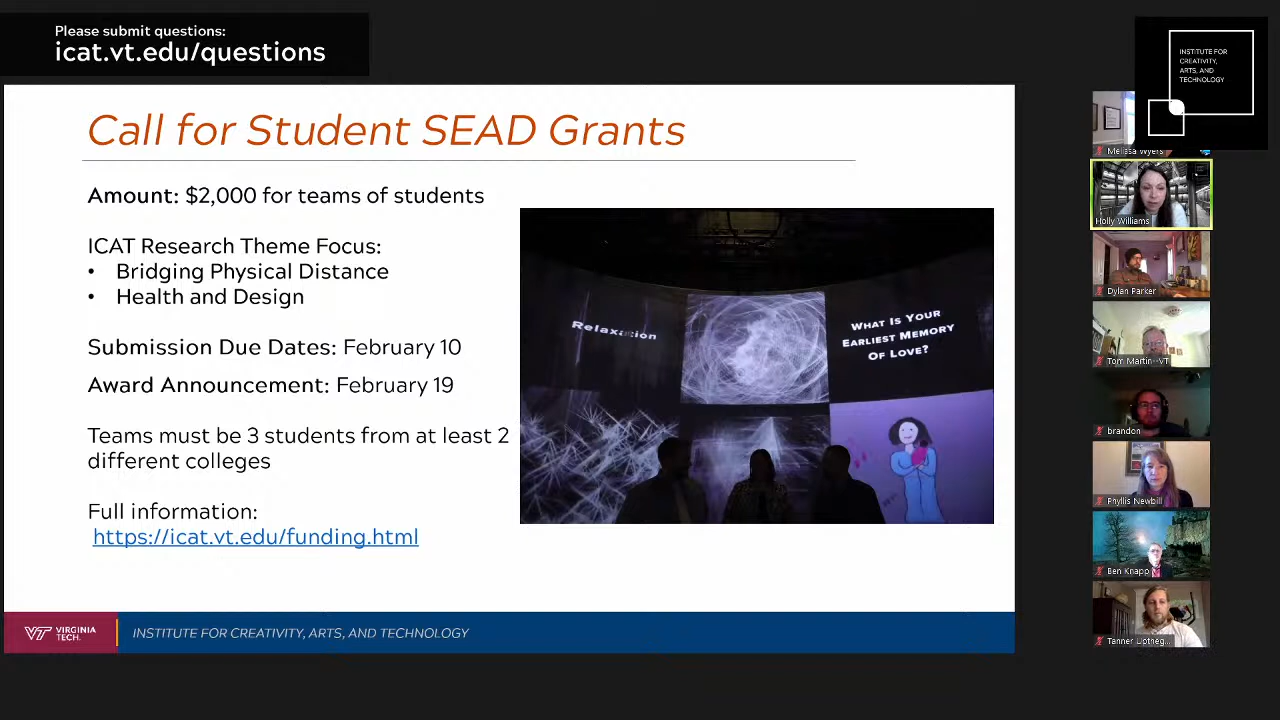 Please submit questions:
icat.vt.edu/questions
INSTITUTE FOR
CREATIVITY,
ARTS, AND
TECHNOLOGY
Call for Student SEAD Grants
Amount: $2,000 for teams of students
ICAT Research Theme Focus:
• Bridging Physical Distance
• Health and Design
Submission Due Dates: February 10
Award Announcement: February 19
Teams must be 3 students from at least 2
different colleges
Full information:
https://icat.vt.edu/funding.html
Relaxation
WHAT IS YOUR
EARLIEST MEMORY
OF LOVE?
VT VIRGINIA
TECH.
INSTITUTE FOR CREATIVITY, ARTS, AND TECHNOLOGY
Melissa Wyers
Holly Williams
Dylan Parker
Tom Martin--VT
brandon
Phyllis Newbill
Ben Knapp
Tanner Uptheg...